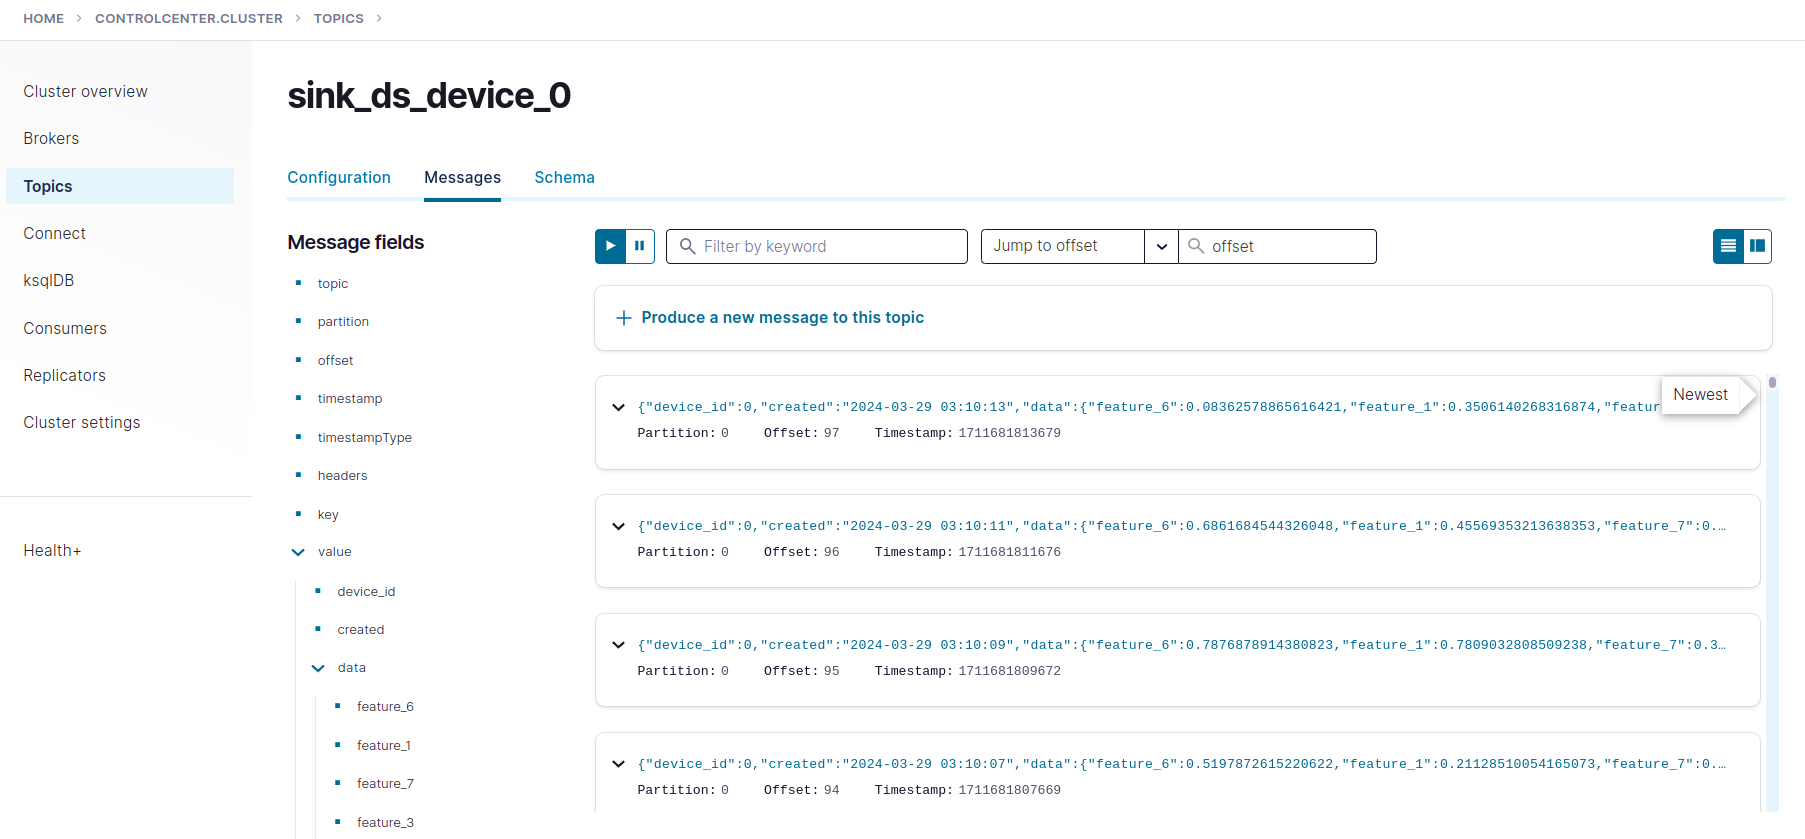 HOME > CONTROLCENTER.CLUSTER > TOPICS >
Cluster overview
Brokers
Topics
Connect
ksqlDB
Consumers
Replicators
Cluster settings
Health+
sink_ds_device_0
Configuration Messages Schema
Message fields
topic
partition
offset
timestamp
timestampType
headers
key
value
device_id
created
data
feature_6
feature_1
feature_7
feature_3
Filter by keyword
Jump to offset
offset
+ Produce a new message to this topic
Newest
{"device_id":0,"created":"2024-03-29 03:10:13","data":{"feature_6":0.08362578865616421,"feature_1":0.3506140268316874,"featur
Partition: 0 Offset: 97 Timestamp: 1711681813679
{"device_id":0,"created":"2024-03-29 03:10:11","data":{"feature_6":0.6861684544326048,"feature_1":0.45569353213638353,"feature_7":0.…
Partition: 0 Offset: 96 Timestamp: 1711681811676
{"device_id":0,"created":"2024-03-29 03:10:09","data":{"feature_6":0.7876878914380823,"feature_1":0.7809032808509238,"feature_7":0.3…
Partition: 0 Offset: 95 Timestamp: 1711681809672
{"device_id":0,"created":"2024-03-29 03:10:07","data":{"feature_6":0.5197872615220622,"feature_1":0.21128510054165073,"feature_7":0.…
Partition: 0 Offset: 94 Timestamp: 1711681807669